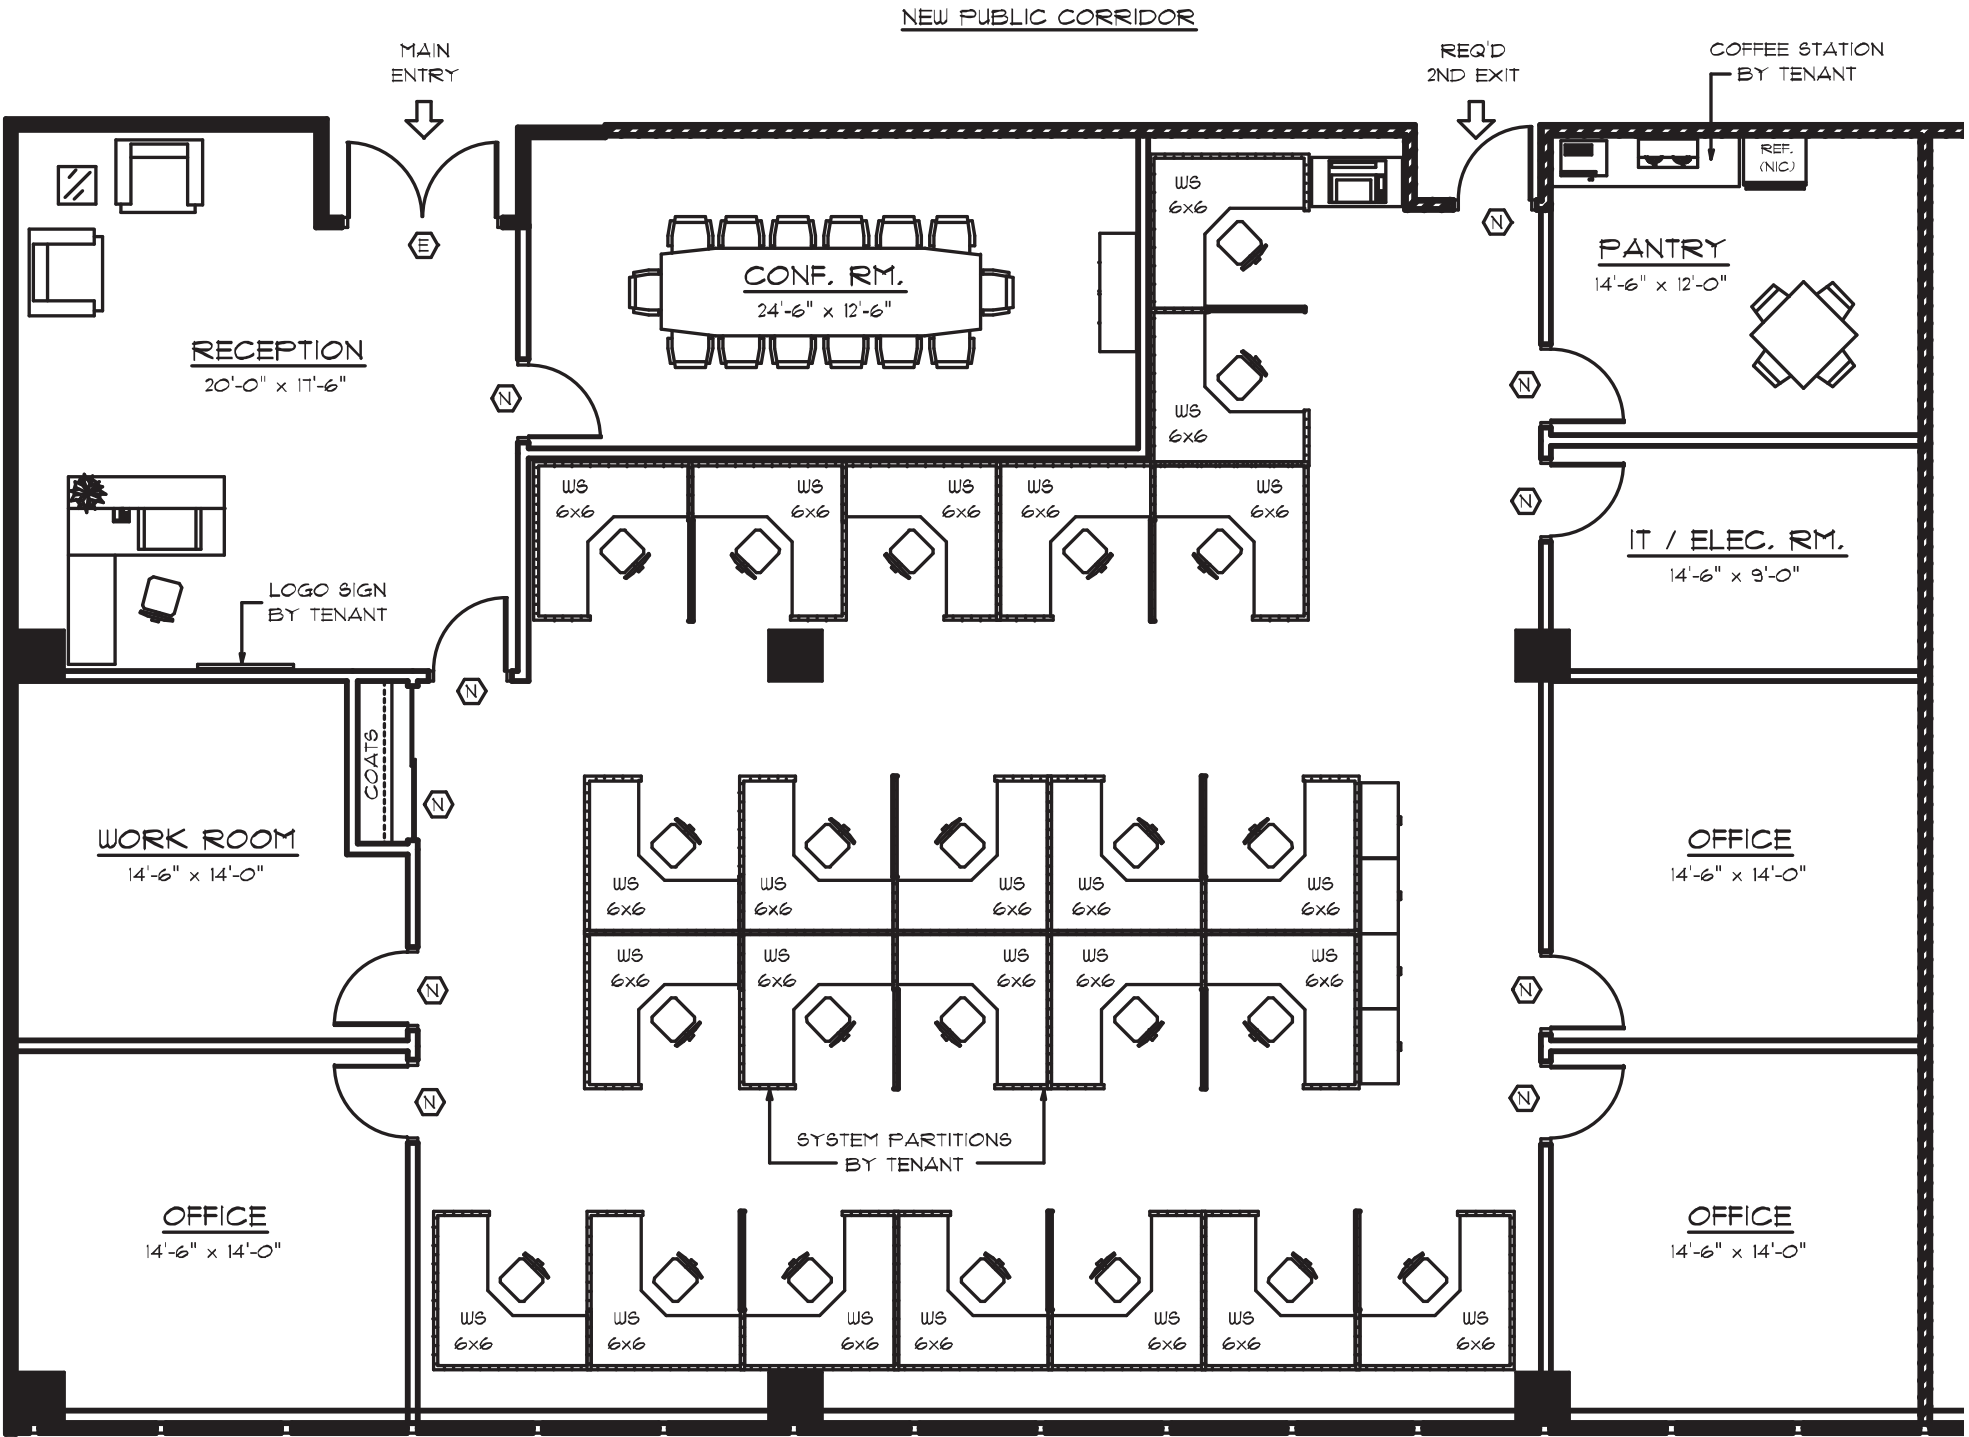 NEW PUBLIC CORRIDOR
MAIN
ENTRY
REQ'D
2ND EXIT
COFFEE STATION
BY TENANT
REF.
(NIC)
WS
6x6
E
N
PANTRY
14'-6" x 12'-0"
CONF. RM.
24'-6" x 12'-6"
RECEPTION
20'-0" x 17'-6"
N
N
WS
6x6
WS
6x6
WS
6x6
WS
6x6
WS
6x6
WS
6x6
N
IT / ELEC. RM.
14'-6" x 9'-0"
LOGO SIGN
BY TENANT
N
COATS
N
WORK ROOM
14'-6" x 14'-0"
OFFICE
14'-6" x 14'-0"
WS
6x6
WS
6x6
WS
6x6
WS
6x6
WS
6x6
WS
6x6
WS
6x6
WS
6x6
WS
6x6
WS
6x6
N
N
N
N
SYSTEM PARTITIONS
BY TENANT
OFFICE
14'-6" x 14'-0"
OFFICE
14'-6" x 14'-0"
WS
6x6
WS
6x6
WS
6x6
WS
6x6
WS
6x6
WS
6x6
WS
6x6